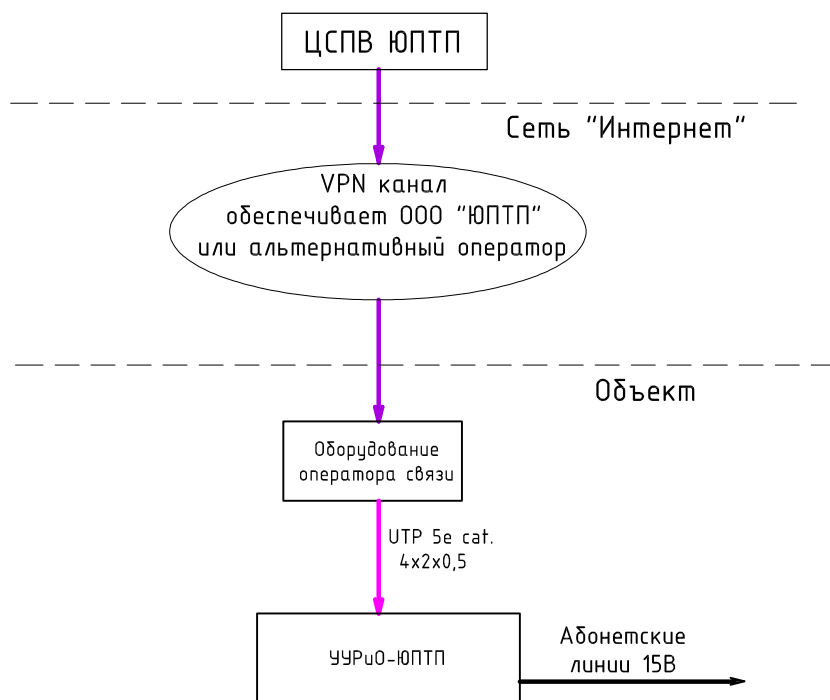 ЦСПВ ЮПТП
Сеть "Интернет"
VPN канал
обеспечивает ООО "ЮПТП"
или альтернативный оператор
Объект
Оборудование
оператора связи
UTP 5e cat.
4x2x0,5
УУРиО-ЮПТП
Абонетские
линии 15В